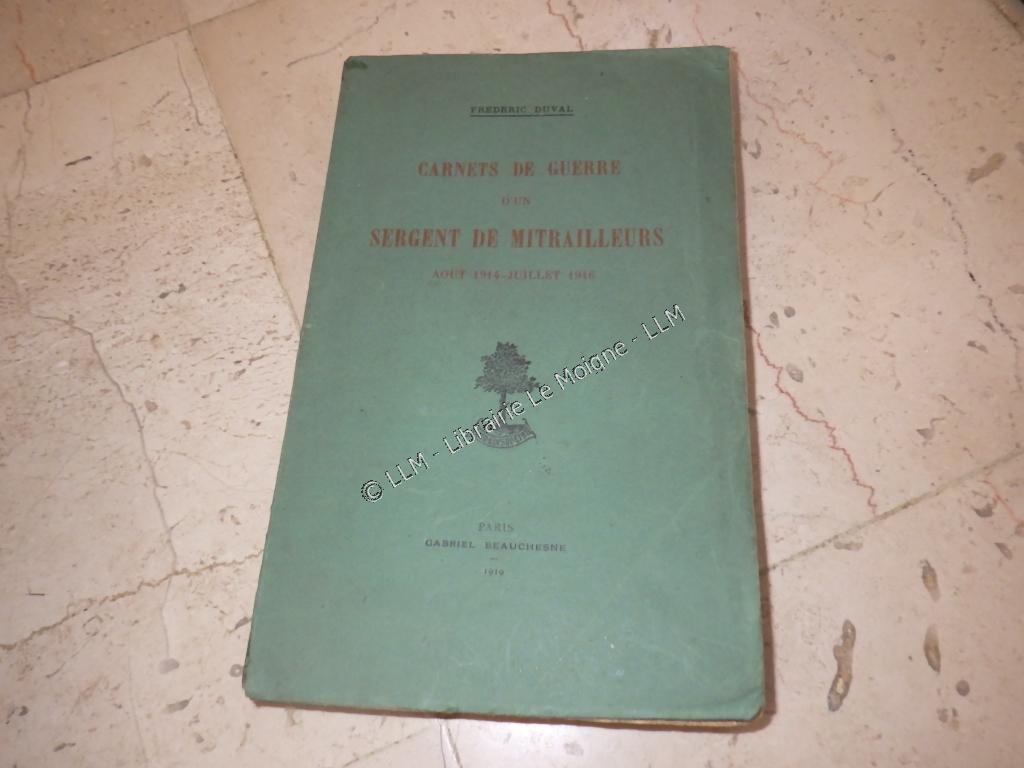 FREDERIC DUVAL
CARNETS DE GUERRE
D'UN
SERGENT DE MITRAILLEURS
AOUT 1914-JUILLET 1916
© LLM - Librairie Le Moigne - LLM
PARIS
GABRIEL BEAUCHESNE
1919